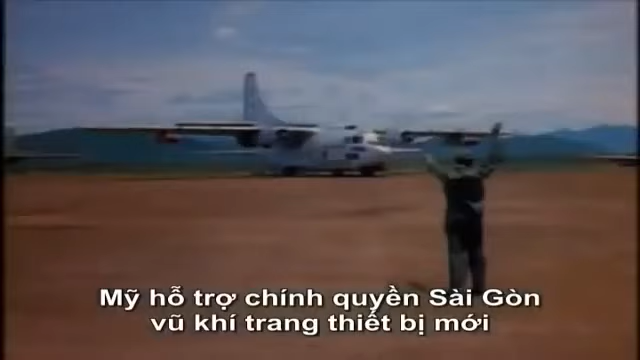 Mỹ hỗ trợ chính quyền Sài Gòn
vũ khí trang thiết bị mới